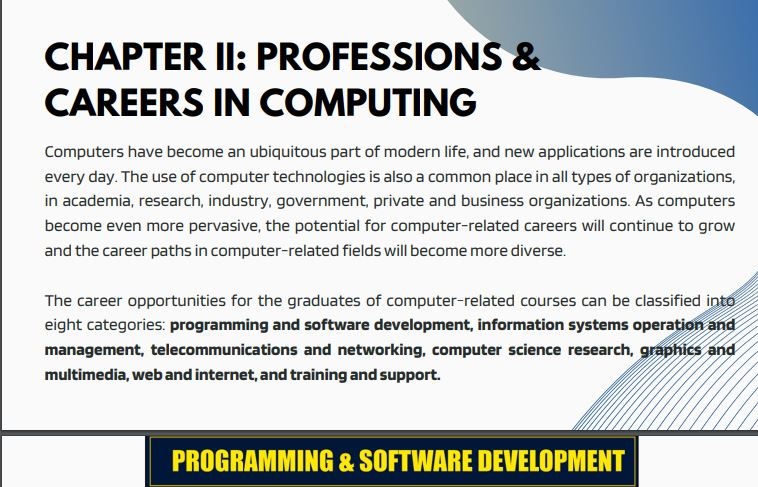 CHAPTER II: PROFESSIONS &
CAREERS IN COMPUTING
Computers have become an ubiquitous part of modern life, and new applications are introduced
every day. The use of computer technologies is also a common place in all types of organizations,
in academia, research, industry, government, private and business organizations. As computers
become even more pervasive, the potential for computer-related careers will continue to grow
and the career paths in computer-related fields will become more diverse.
The career opportunities for the graduates of computer-related courses can be classified into
eight categories: programming and software development, information systems operation and
management, telecommunications and networking, computer science research, graphics and
multimedia, web and internet, and training and support.
PROGRAMMING & SOFTWARE DEVELOPMENT